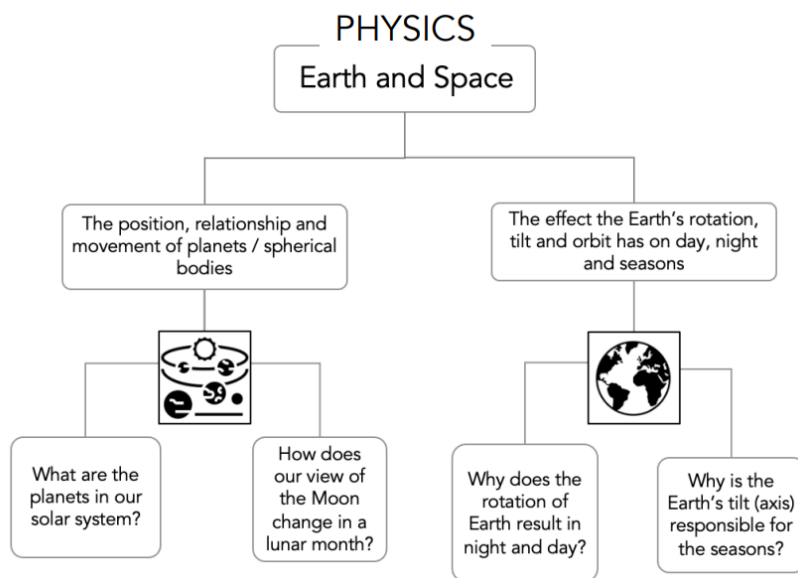 PHYSICS
Earth and Space
The position, relationship and
movement of planets / spherical
bodies
The effect the Earth's rotation,
tilt and orbit has on day, night
and seasons
What are the
planets in our
solar system?
How does
our view of
the Moon
change in a
lunar month?
Why does the
rotation of
Earth result in
night and day?
Why is the
Earth's tilt (axis)
responsible for
the seasons?